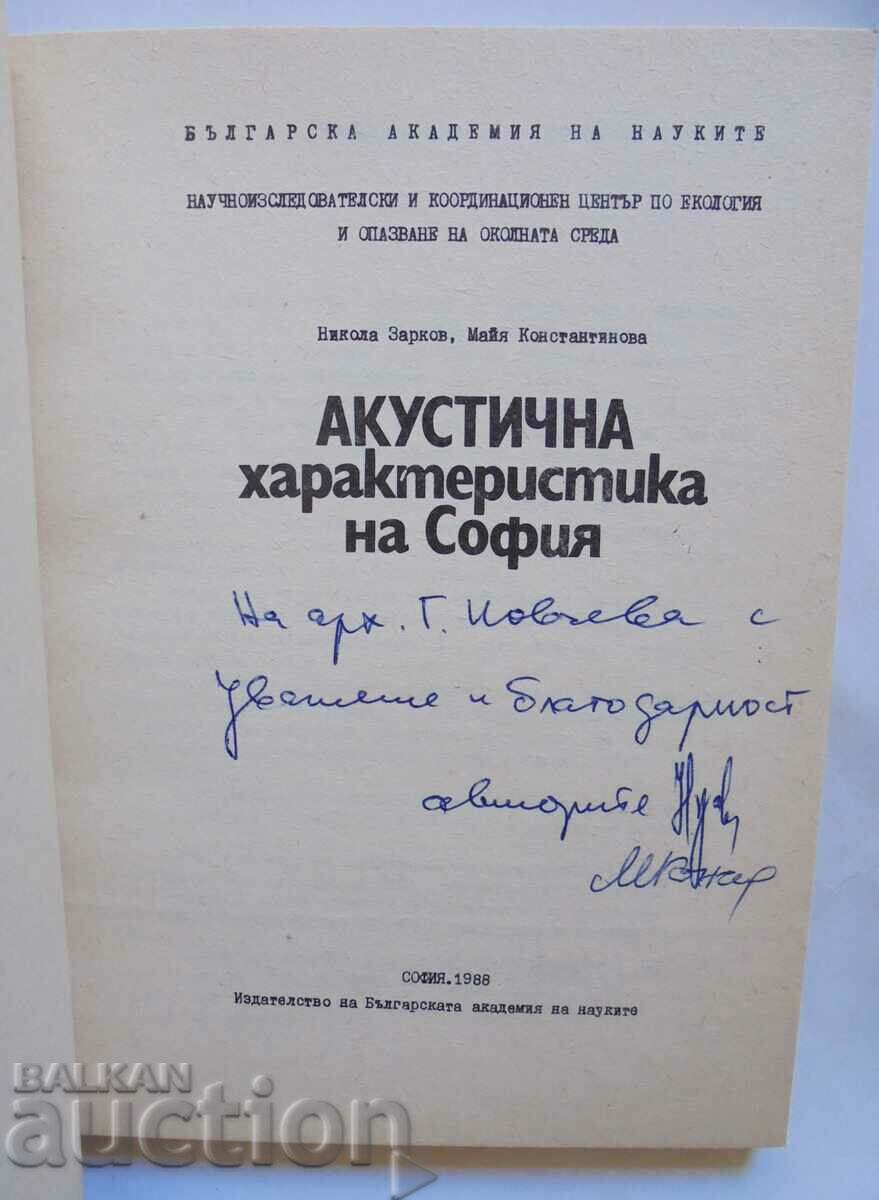 БЪЛГАРСКА АКАДЕМИЯ НА НАУКИТЕ
НАУЧНОИЗСЛЕДОВАТЕЛСКИ И КООРДИНАЦИОНЕН ЦЕНТЪР ПО ЕКОЛОГИЯ
И ОПАЗВАНЕ НА ОКОЛНАТА СРЕДА
Никола Зарков, Майя Константинова
АКУСТИЧНА
характеристика
на София
На арх. Г. Ковачева с
уважение и благодарност
авторите
СОФИЯ.1988
Издателство на Българската академия на науките
BALKAN
auction